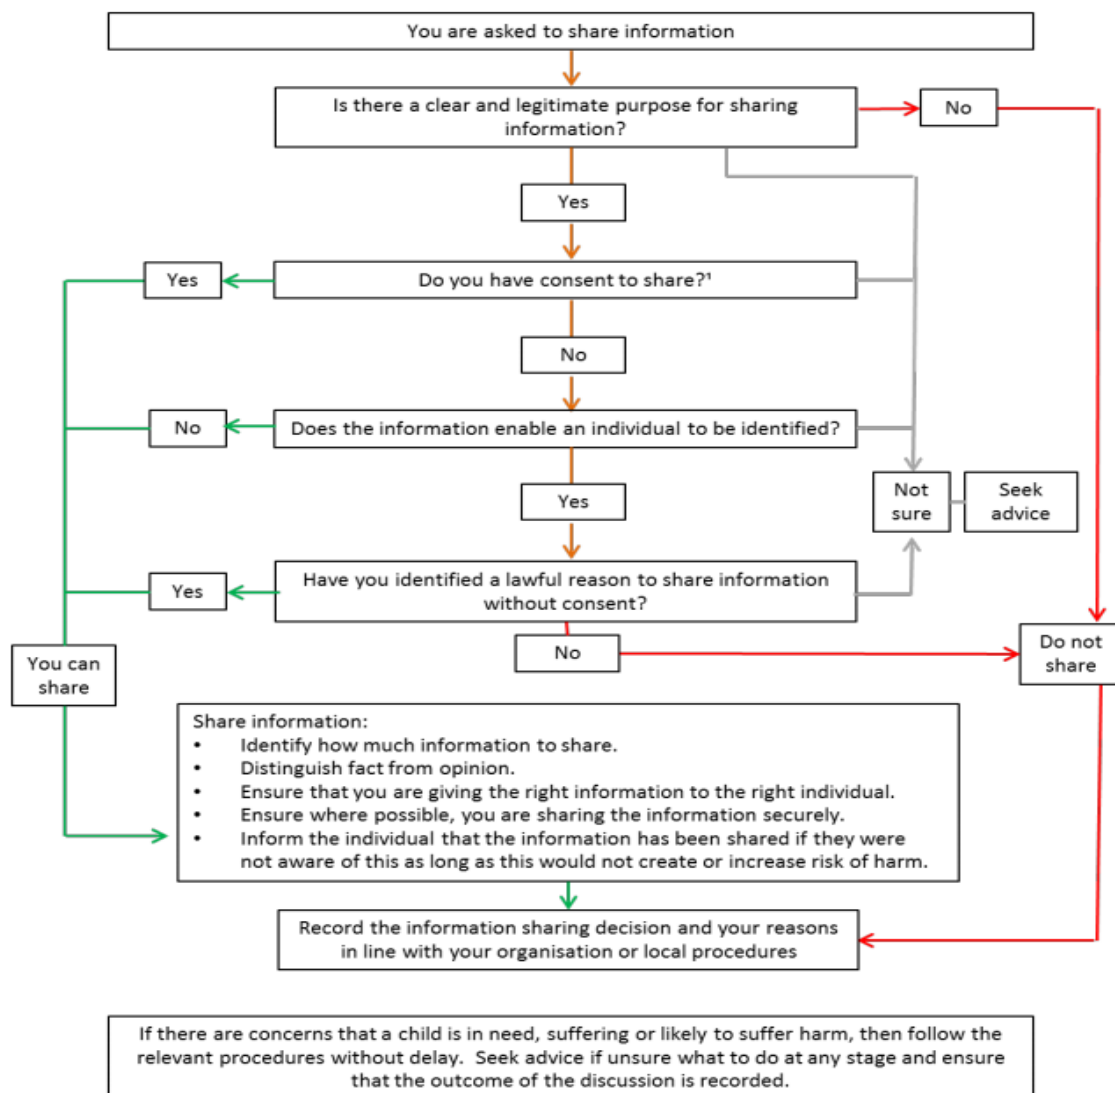 You are asked to share information
Is there a clear and legitimate purpose for sharing
information?
No
Yes
Yes
Do you have consent to share?¹
No
No
Does the information enable an individual to be identified?
Not
sure
Seek
advice
Yes
Yes
Have you identified a lawful reason to share information
without consent?
No
Do not
share
You can
share
Share information:
• Identify how much information to share.
• Distinguish fact from opinion.
• Ensure that you are giving the right information to the right individual.
• Ensure where possible, you are sharing the information securely.
• Inform the individual that the information has been shared if they were
not aware of this as long as this would not create or increase risk of harm.
Record the information sharing decision and your reasons
in line with your organisation or local procedures
If there are concerns that a child is in need, suffering or likely to suffer harm, then follow the
relevant procedures without delay.  Seek advice if unsure what to do at any stage and ensure
that the outcome of the discussion is recorded.